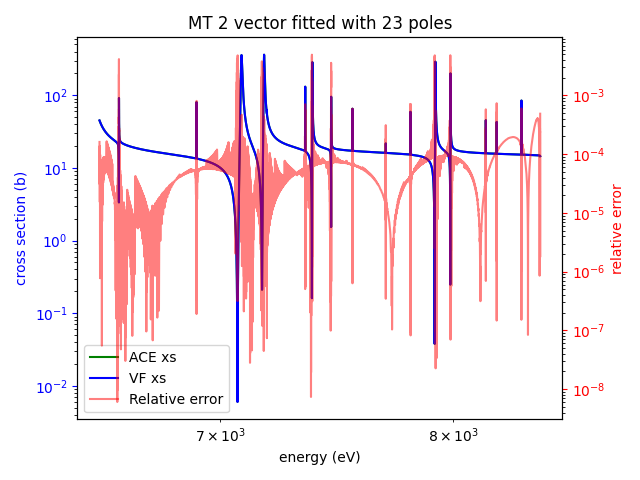 MT 2 vector fitted with 23 poles
cross section (b)
10²
10¹
10⁰
10⁻¹
10⁻²
ACE xs
VF xs
Relative error
7 × 10³
8 × 10³
energy (eV)
10⁻³
10⁻⁴
10⁻⁵
10⁻⁶
10⁻⁷
10⁻⁸
relative error